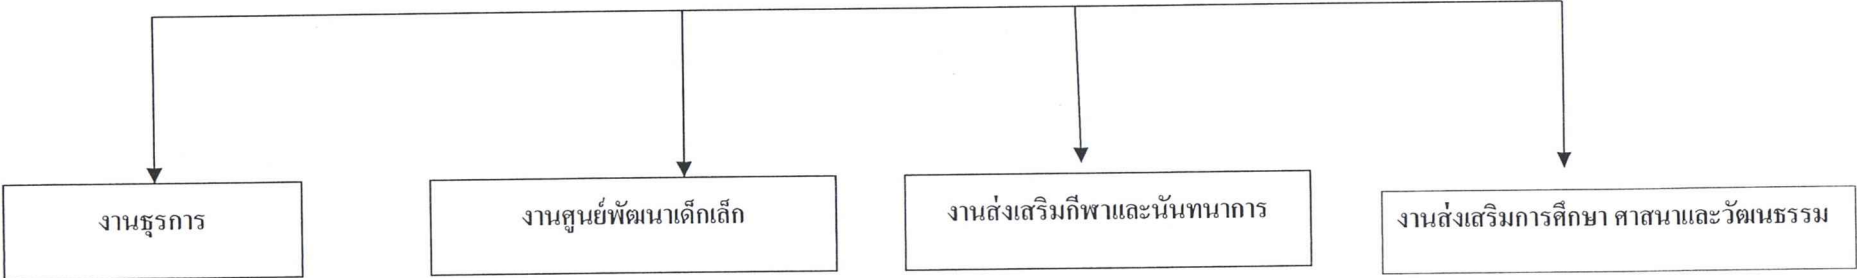 งานธุรการ
งานศูนย์พัฒนาเด็กเล็ก
งานส่งเสริมกีฬาและนันทนาการ
งานส่งเสริมการศึกษา ศาสนาและวัฒนธรรม